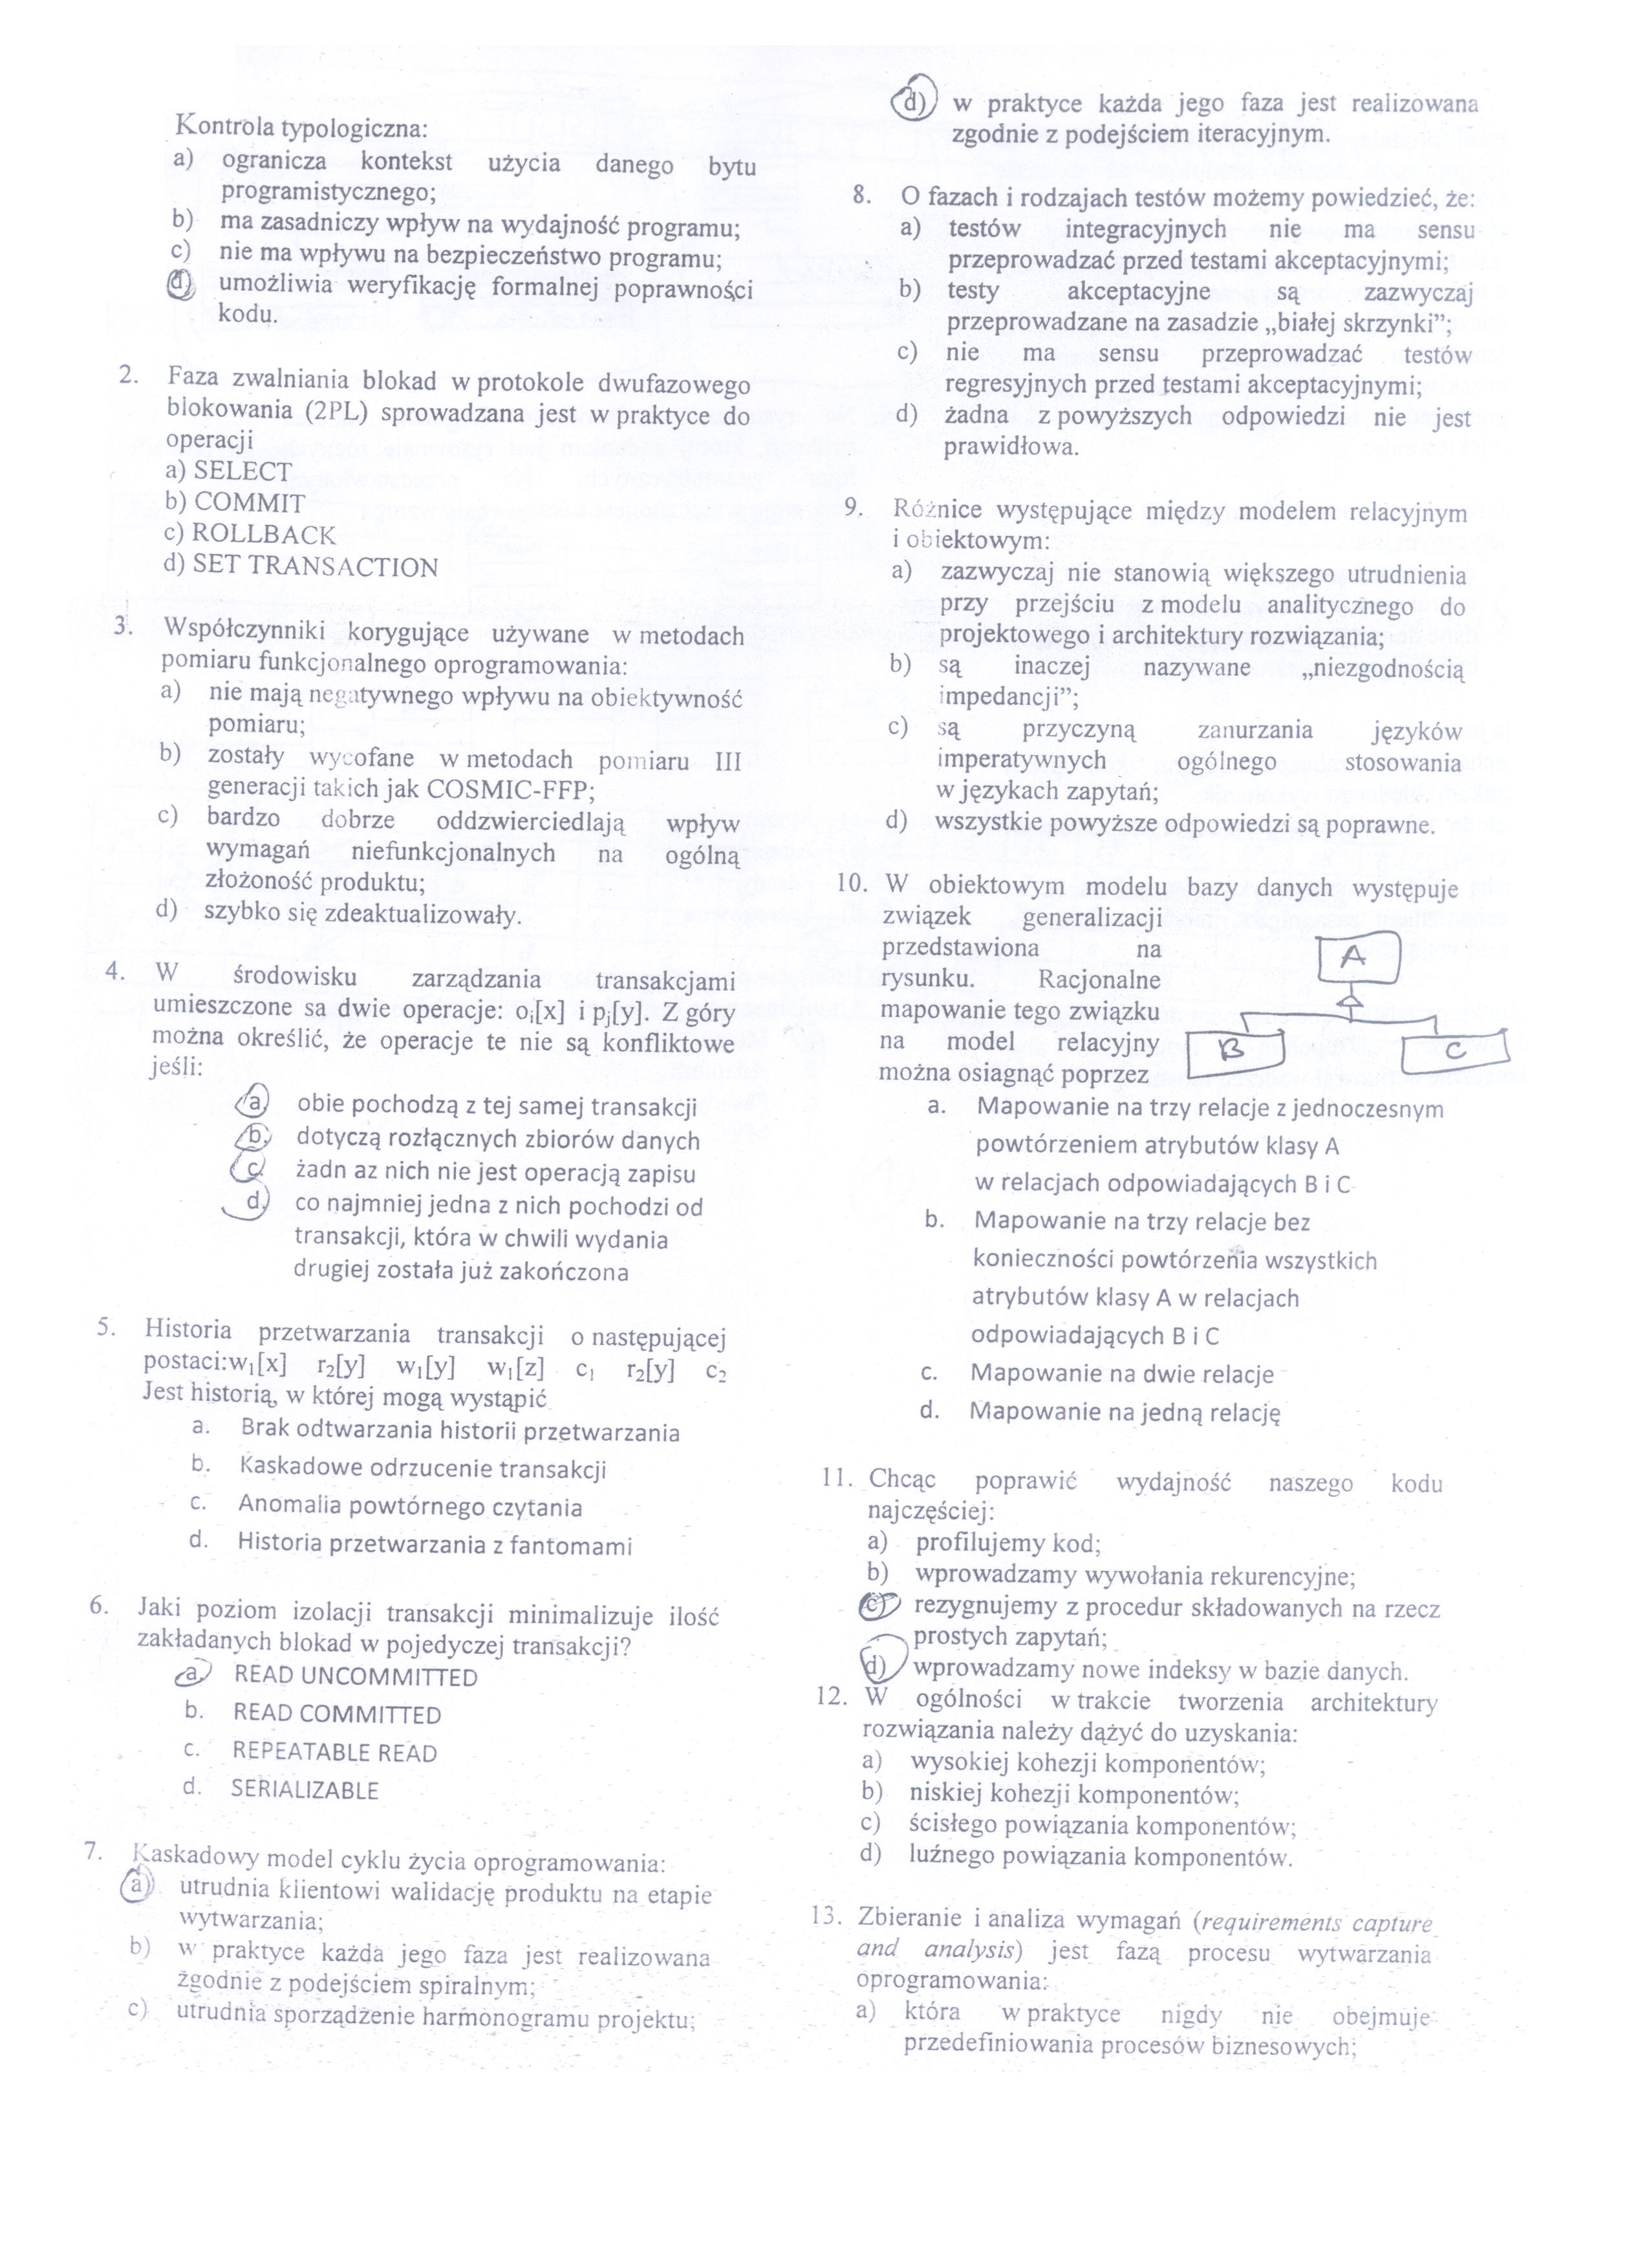 Kontrola typologiczna:
a) ogranicza kontekst użycia danego bytu
programistycznego;
b) ma zasadniczy wpływ na wydajność programu;
c) nie ma wpływu na bezpieczeństwo programu;
d) umożliwia weryfikację formalnej poprawności
kodu.
2. Faza zwalniania blokad w protokole dwufazowego
blokowania (2PL) sprowadzana jest w praktyce do
operacji
a) SELECT
b) COMMIT
c) ROLLBACK
d) SET TRANSACTION
3. Współczynniki korygujące używane w metodach
pomiaru funkcjonalnego oprogramowania:
a) nie mają negatywnego wpływu na obiektywność
pomiaru;
b) zostały wycofane w metodach pomiaru III
generacji takich jak COSMIC-FFP;
c) bardzo dobrze oddzwierciedlają wpływ
wymagań niefunkcjonalnych na ogólną
złożoność produktu;
d) szybko się zdeaktualizowały.
4. W środowisku zarządzania transakcjami
umieszczone sa dwie operacje: oi[x] i pj[y]. Z góry
można określić, że operacje te nie są konfliktowe
jeśli:
a) obie pochodzą z tej samej transakcji
b) dotyczą rozłącznych zbiorów danych
c) żadn az nich nie jest operacją zapisu
d) co najmniej jedna z nich pochodzi od
transakcji, która w chwili wydania
drugiej została już zakończona
5. Historia przetwarzania transakcji o następującej
postaci:w1[x] r2[y] w1[y] w1[z] c1 r2[y] c2
Jest historią, w której mogą wystąpić
a. Brak odtwarzania historii przetwarzania
b. Kaskadowe odrzucenie transakcji
c. Anomalia powtórnego czytania
d. Historia przetwarzania z fantomami
6. Jaki poziom izolacji transakcji minimalizuje ilość
zakładanych blokad w pojedyczej transakcji?
a. READ UNCOMMITTED
b. READ COMMITTED
c. REPEATABLE READ
d. SERIALIZABLE
7. Kaskadowy model cyklu życia oprogramowania:
a) utrudnia klientowi walidację produktu na etapie
wytwarzania;
b) w praktyce każda jego faza jest realizowana
zgodnie z podejściem spiralnym;
c) utrudnia sporządzenie harmonogramu projektu;
d) w praktyce każda jego faza jest realizowana
zgodnie z podejściem iteracyjnym.
8. O fazach i rodzajach testów możemy powiedzieć, że:
a) testów integracyjnych nie ma sensu
przeprowadzać przed testami akceptacyjnymi;
b) testy akceptacyjne są zazwyczaj
przeprowadzane na zasadzie „białej skrzynki”;
c) nie ma sensu przeprowadzać testów
regresyjnych przed testami akceptacyjnymi;
d) żadna z powyższych odpowiedzi nie jest
prawidłowa.
9. Różnice występujące między modelem relacyjnym
i obiektowym:
a) zazwyczaj nie stanowią większego utrudnienia
przy przejściu z modelu analitycznego do
projektowego i architektury rozwiązania;
b) są inaczej nazywane „niezgodnością
impedancji”;
c) są przyczyną zanurzania języków
imperatywnych ogólnego stosowania
w językach zapytań;
d) wszystkie powyższe odpowiedzi są poprawne.
10. W obiektowym modelu bazy danych występuje
związek generalizacji
przedstawiona na
rysunku. Racjonalne
mapowanie tego związku
na model relacyjny
można osiagnąć poprzez
A
B C
a. Mapowanie na trzy relacje z jednoczesnym
powtórzeniem atrybutów klasy A
w relacjach odpowiadających B i C
b. Mapowanie na trzy relacje bez
konieczności powtórzenia wszystkich
atrybutów klasy A w relacjach
odpowiadających B i C
c. Mapowanie na dwie relacje
d. Mapowanie na jedną relację
11. Chcąc poprawić wydajność naszego kodu
najczęściej:
a) profilujemy kod;
b) wprowadzamy wywołania rekurencyjne;
c) rezygnujemy z procedur składowanych na rzecz
prostych zapytań;
d) wprowadzamy nowe indeksy w bazie danych.
12. W ogólności w trakcie tworzenia architektury
rozwiązania należy dążyć do uzyskania:
a) wysokiej kohezji komponentów;
b) niskiej kohezji komponentów;
c) ścisłego powiązania komponentów;
d) luźnego powiązania komponentów.
13. Zbieranie i analiza wymagań (requirements capture
and analysis) jest fazą procesu wytwarzania
oprogramowania:
a) która w praktyce nigdy nie obejmuje
przedefiniowania procesów biznesowych;